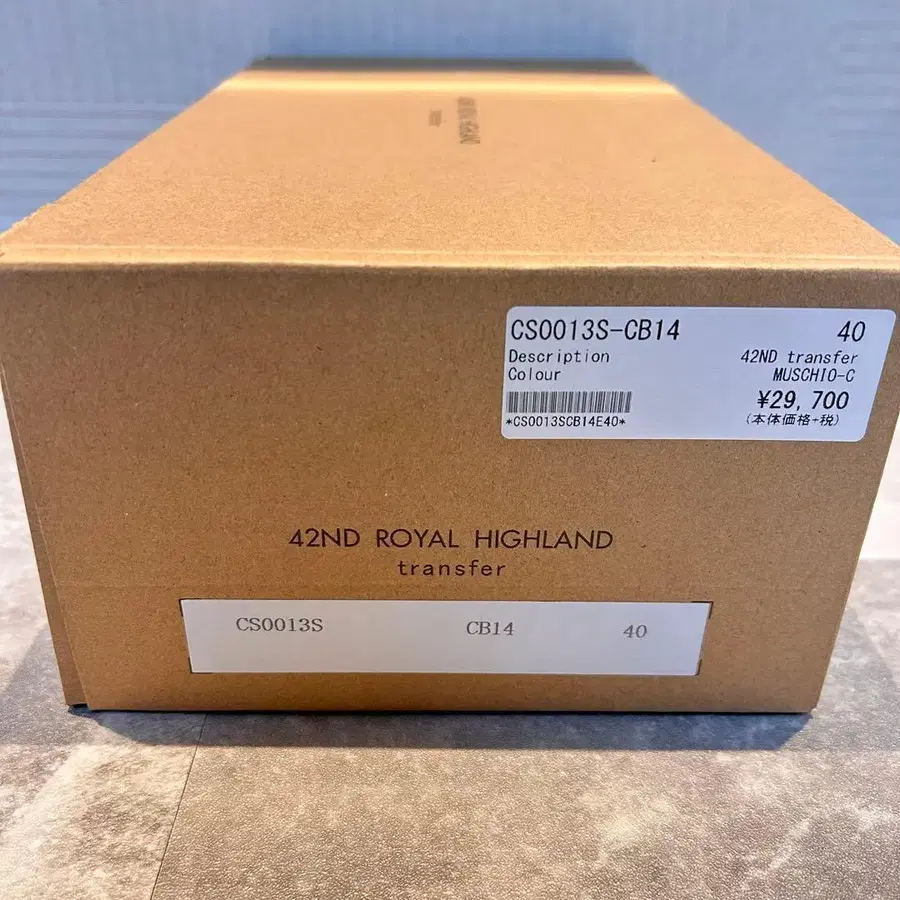 CS0013S-CB14 40
Description 42ND transfer
Colour MUSCHIO-C
¥29,700
*CS0013SCB14E40* (本体価格+税)
42ND ROYAL HIGHLAND
transfer
CS0013S CB14 40